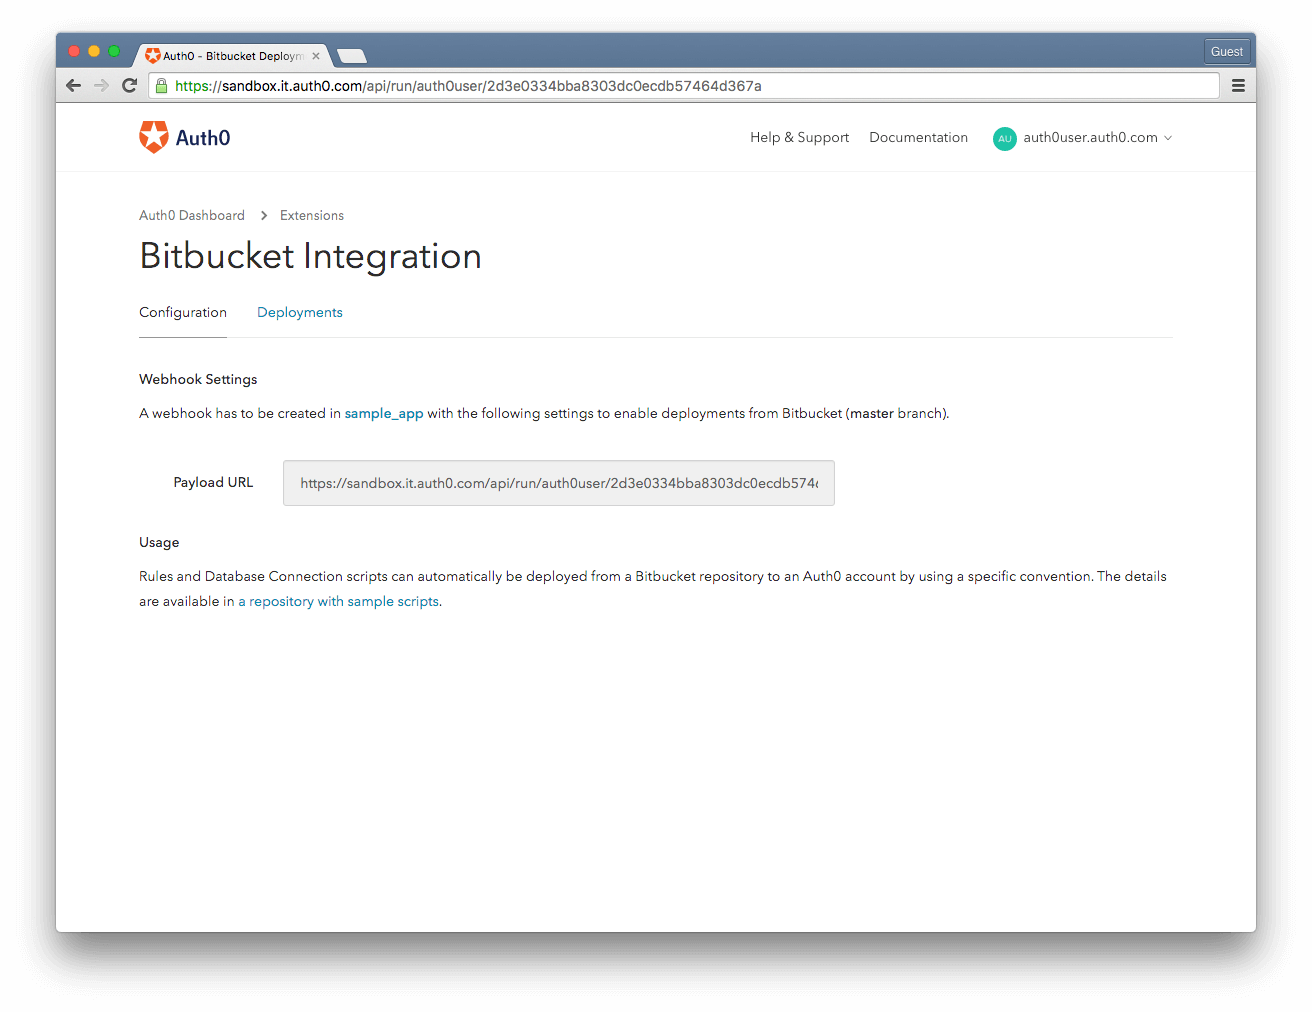 Auth0 - Bitbucket Deploym
Guest
https://sandbox.it.auth0.com/api/run/auth0user/2d3e0334bba8303dc0ecdb57464d367a
Auth0
Help & Support
Documentation
AU
auth0user.auth0.com
Auth0 Dashboard
Extensions
Bitbucket Integration
Configuration
Deployments
Webhook Settings
A webhook has to be created in sample_app with the following settings to enable deployments from Bitbucket (master branch).
Payload URL
https://sandbox.it.auth0.com/api/run/auth0user/2d3e0334bba8303dc0ecdb574
Usage
Rules and Database Connection scripts can automatically be deployed from a Bitbucket repository to an Auth0 account by using a specific convention. The details
are available in a repository with sample scripts.